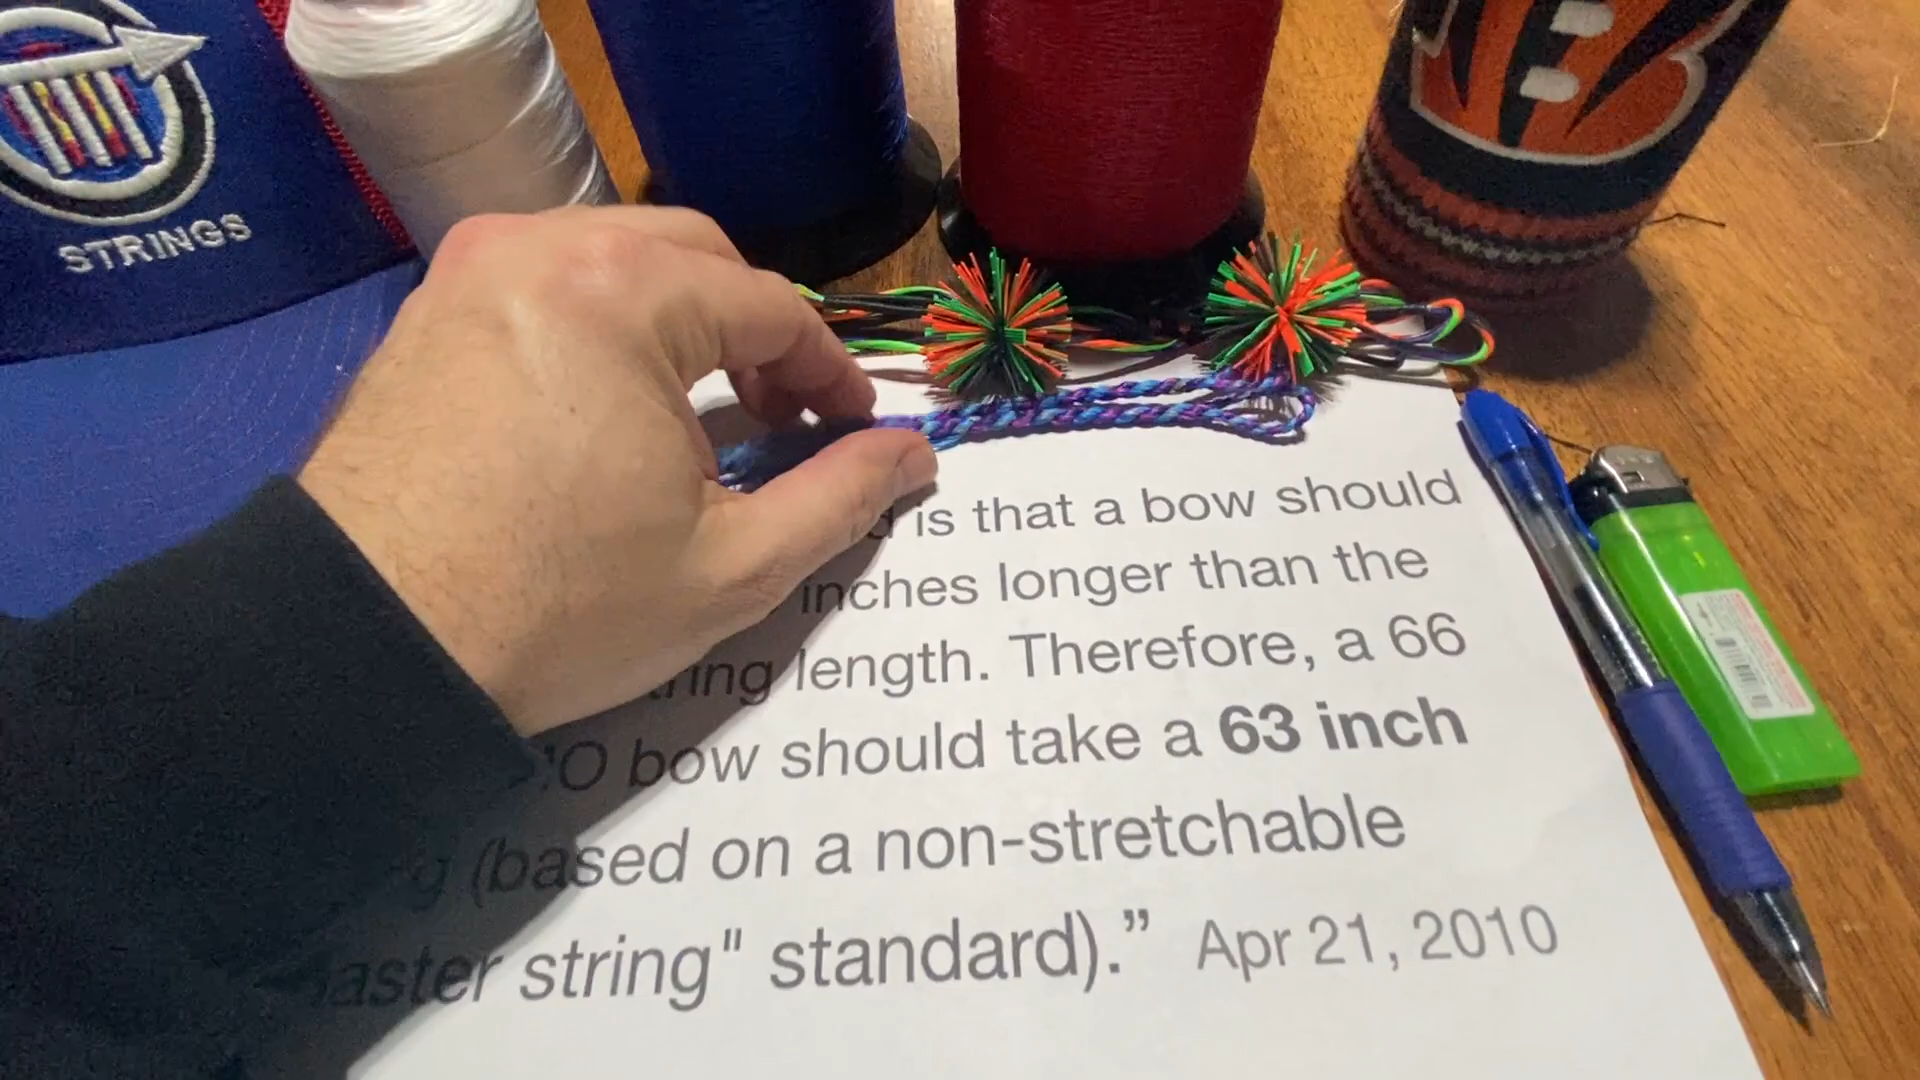 STRINGS
is that a bow should
inches longer than the
length. Therefore, a 66
bow should take a 63 inch
(based on a non-stretchable
string" standard).” Apr 21, 2010